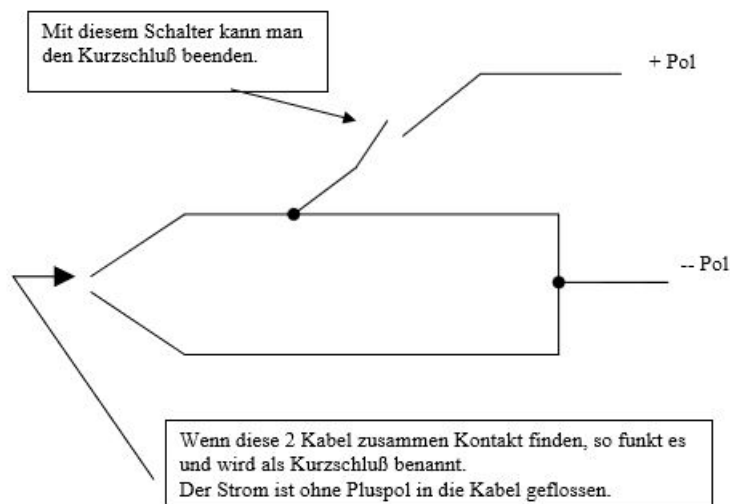 Mit diesem Schalter kann man
den Kurzschluß beenden.
+ Pol
-- Pol
Wenn diese 2 Kabel zusammen Kontakt finden, so funkt es
und wird als Kurzschluß benannt.
Der Strom ist ohne Pluspol in die Kabel geflossen.